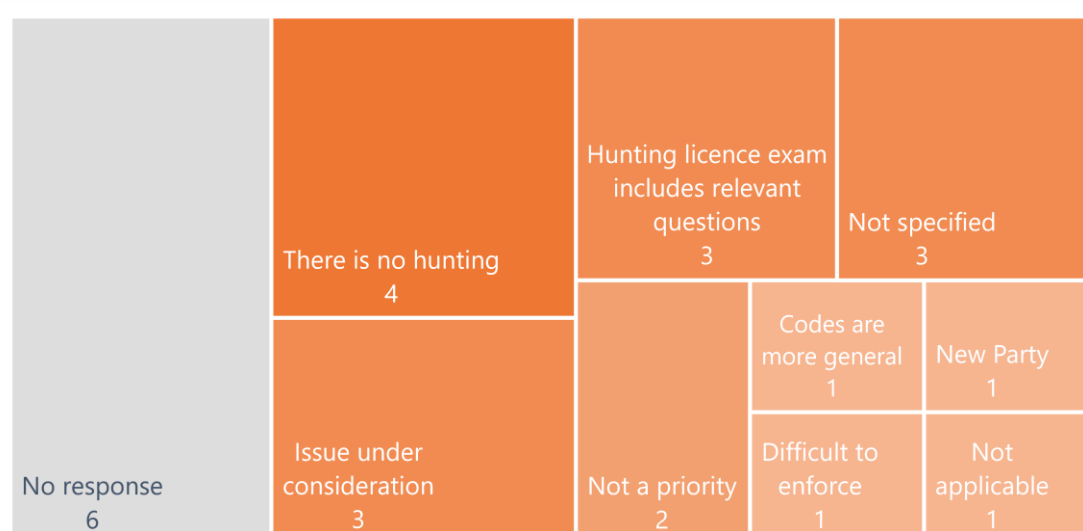 No response
6
There is no hunting
4
Issue under
consideration
3
Hunting licence exam
includes relevant
questions
3
Not specified
3
Not a priority
2
Codes are
more general
1
New Party
1
Difficult to
enforce
1
Not
applicable
1